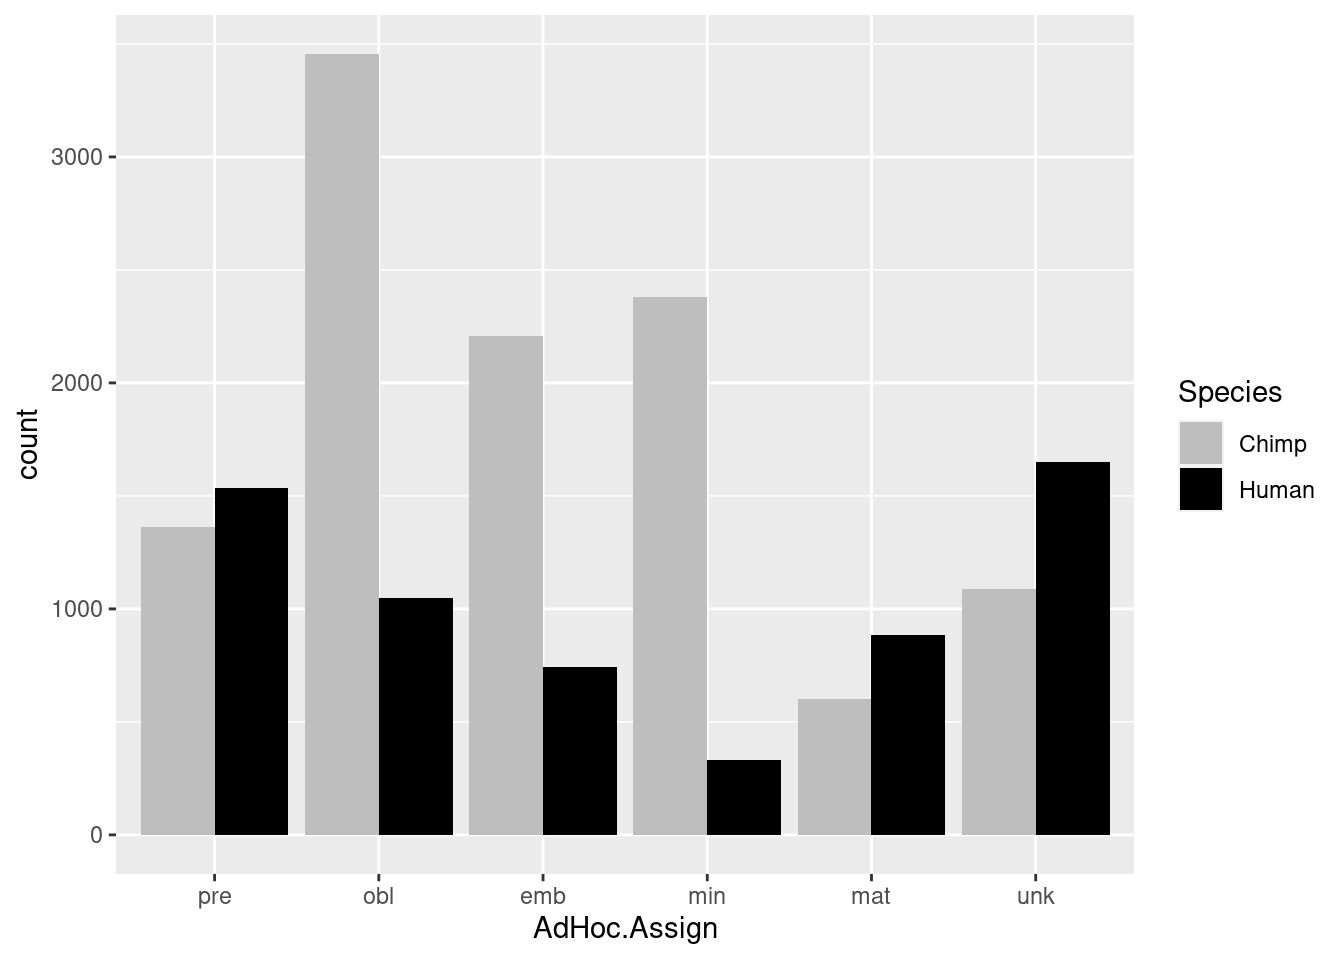 3000
2000
1000
0
count
pre obl emb min mat unk
AdHoc.Assign
Species
Chimp
Human